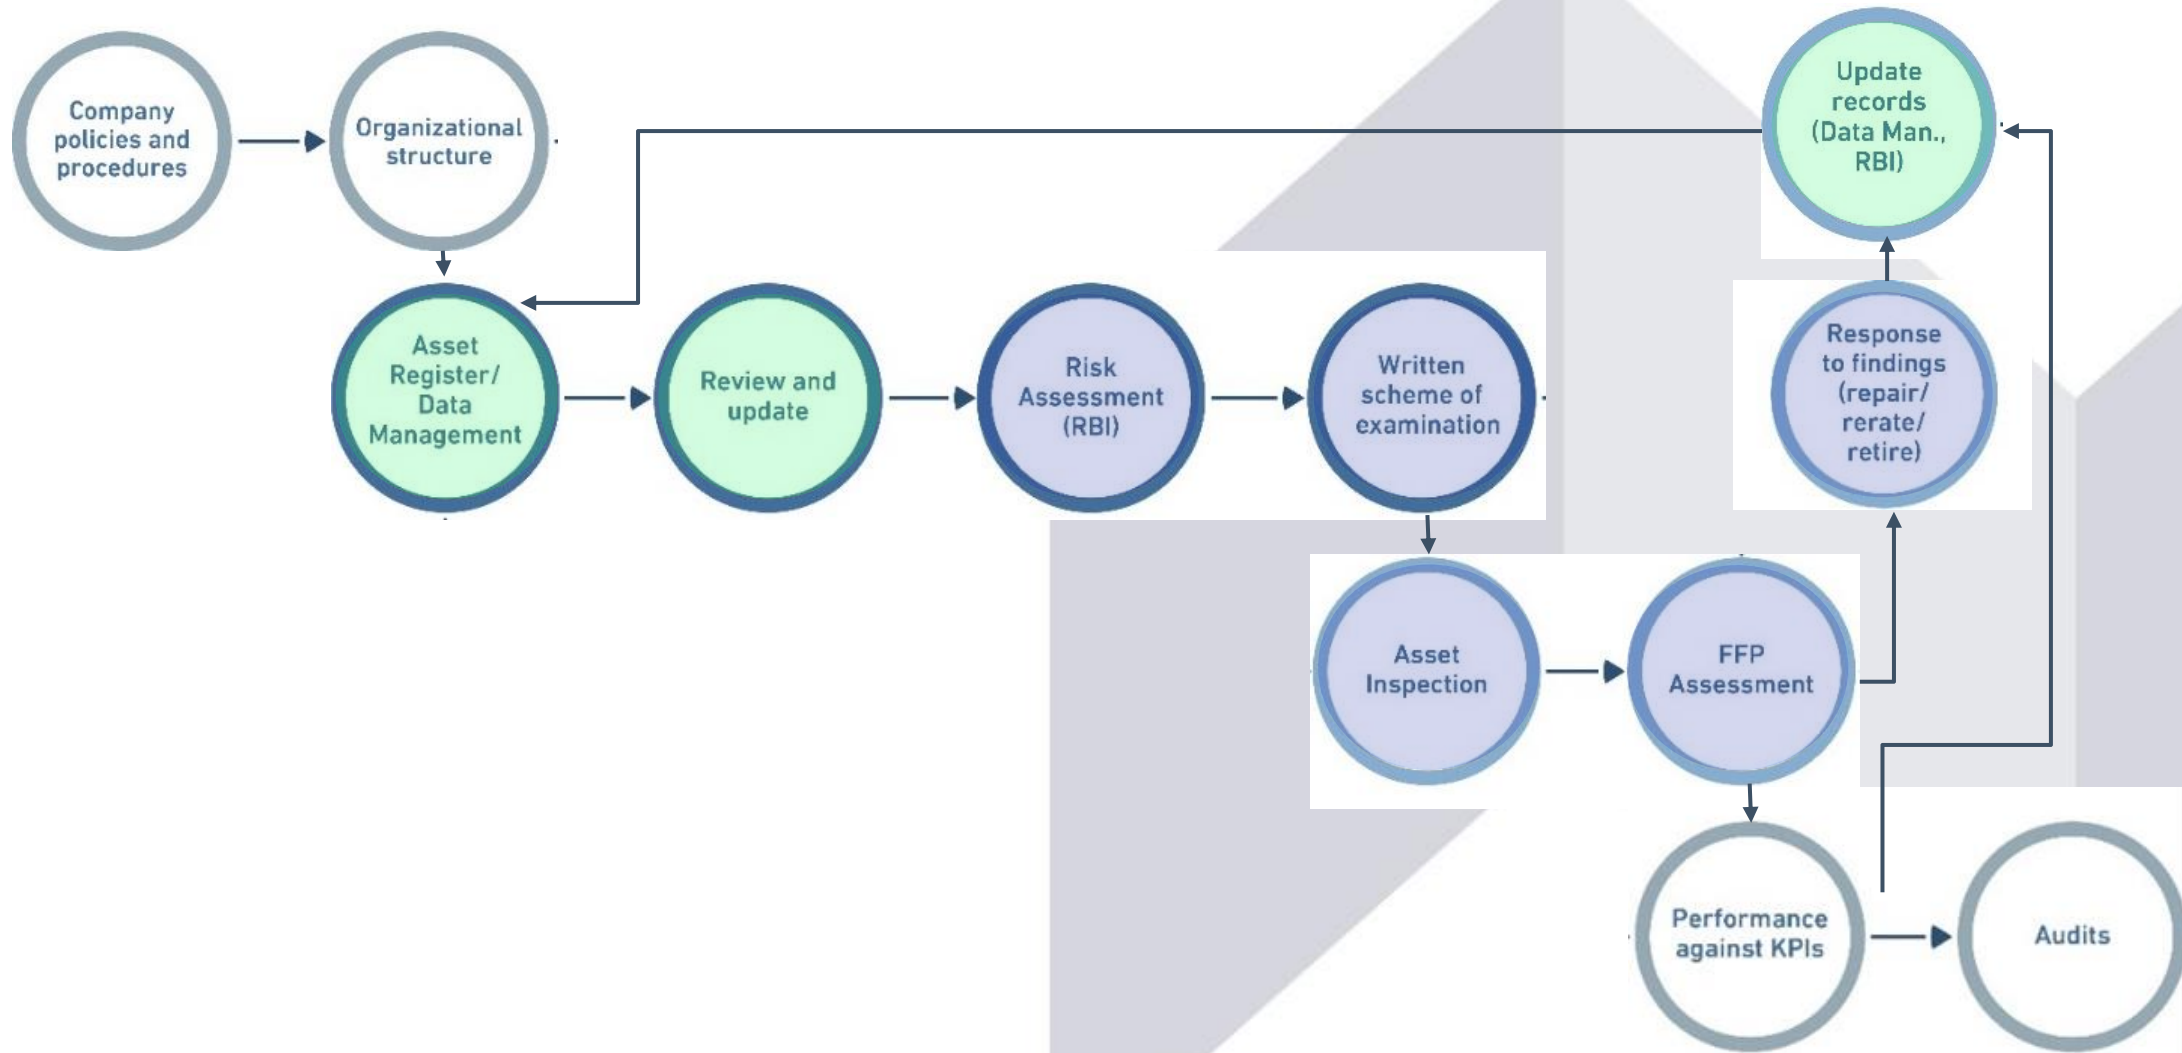 Company
policies and
procedures
Organizational
structure
Update
records
(Data Man.,
RBI)
Asset
Register/
Data
Management
Review and
update
Risk
Assessment
(RBI)
Written
scheme of
examination
Response
to findings
(repair/
rerate/
retire)
Asset
Inspection
FFP
Assessment
Performance
against KPIs
Audits